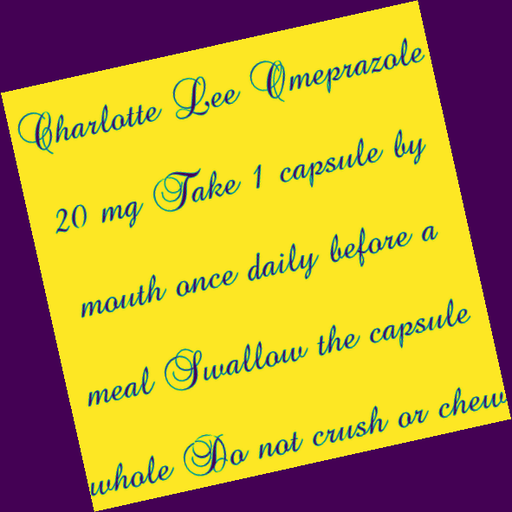 Charlotte Lee Omeprazole
20 mg Take 1 capsule by
mouth once daily before a
meal Swallow the capsule
whole Do not crush or chew